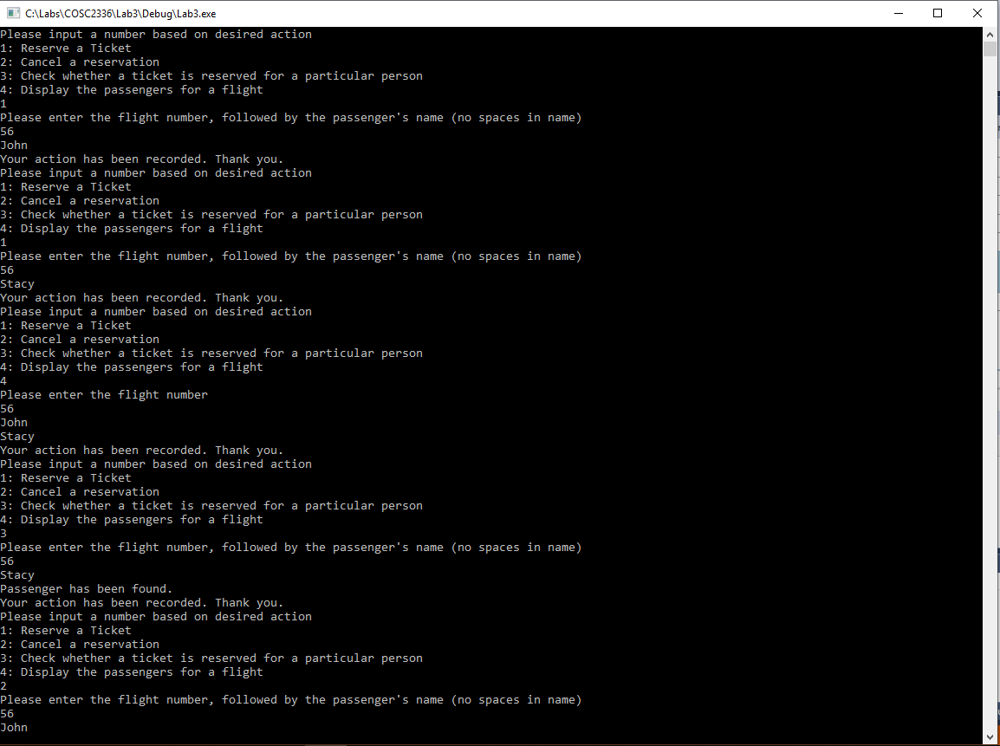 C:\Labs\COSC2336\Lab3\Debug\Lab3.exe
Please input a number based on desired action
1: Reserve a Ticket
2: Cancel a reservation
3: Check whether a ticket is reserved for a particular person
4: Display the passengers for a flight
1
Please enter the flight number, followed by the passenger's name (no spaces in name)
56
John
Your action has been recorded. Thank you.
Please input a number based on desired action
1: Reserve a Ticket
2: Cancel a reservation
3: Check whether a ticket is reserved for a particular person
4: Display the passengers for a flight
1
Please enter the flight number, followed by the passenger's name (no spaces in name)
56
Stacy
Your action has been recorded. Thank you.
Please input a number based on desired action
1: Reserve a Ticket
2: Cancel a reservation
3: Check whether a ticket is reserved for a particular person
4: Display the passengers for a flight
4
Please enter the flight number
56
John
Stacy
Your action has been recorded. Thank you.
Please input a number based on desired action
1: Reserve a Ticket
2: Cancel a reservation
3: Check whether a ticket is reserved for a particular person
4: Display the passengers for a flight
3
Please enter the flight number, followed by the passenger's name (no spaces in name)
56
Stacy
Passenger has been found.
Your action has been recorded. Thank you.
Please input a number based on desired action
1: Reserve a Ticket
2: Cancel a reservation
3: Check whether a ticket is reserved for a particular person
4: Display the passengers for a flight
2
Please enter the flight number, followed by the passenger's name (no spaces in name)
56
John